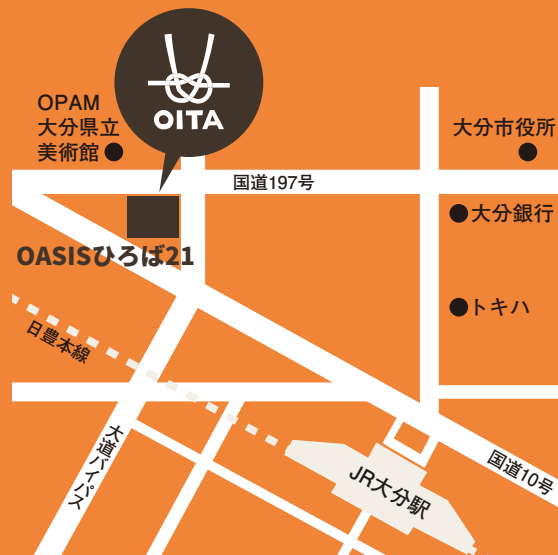 OITA
OPAM
大分県立
美術館
大分市役所
国道197号
大分銀行
OASISひろば21
トキハ
日豊本線
大道バイパス
国道10号
JR大分駅